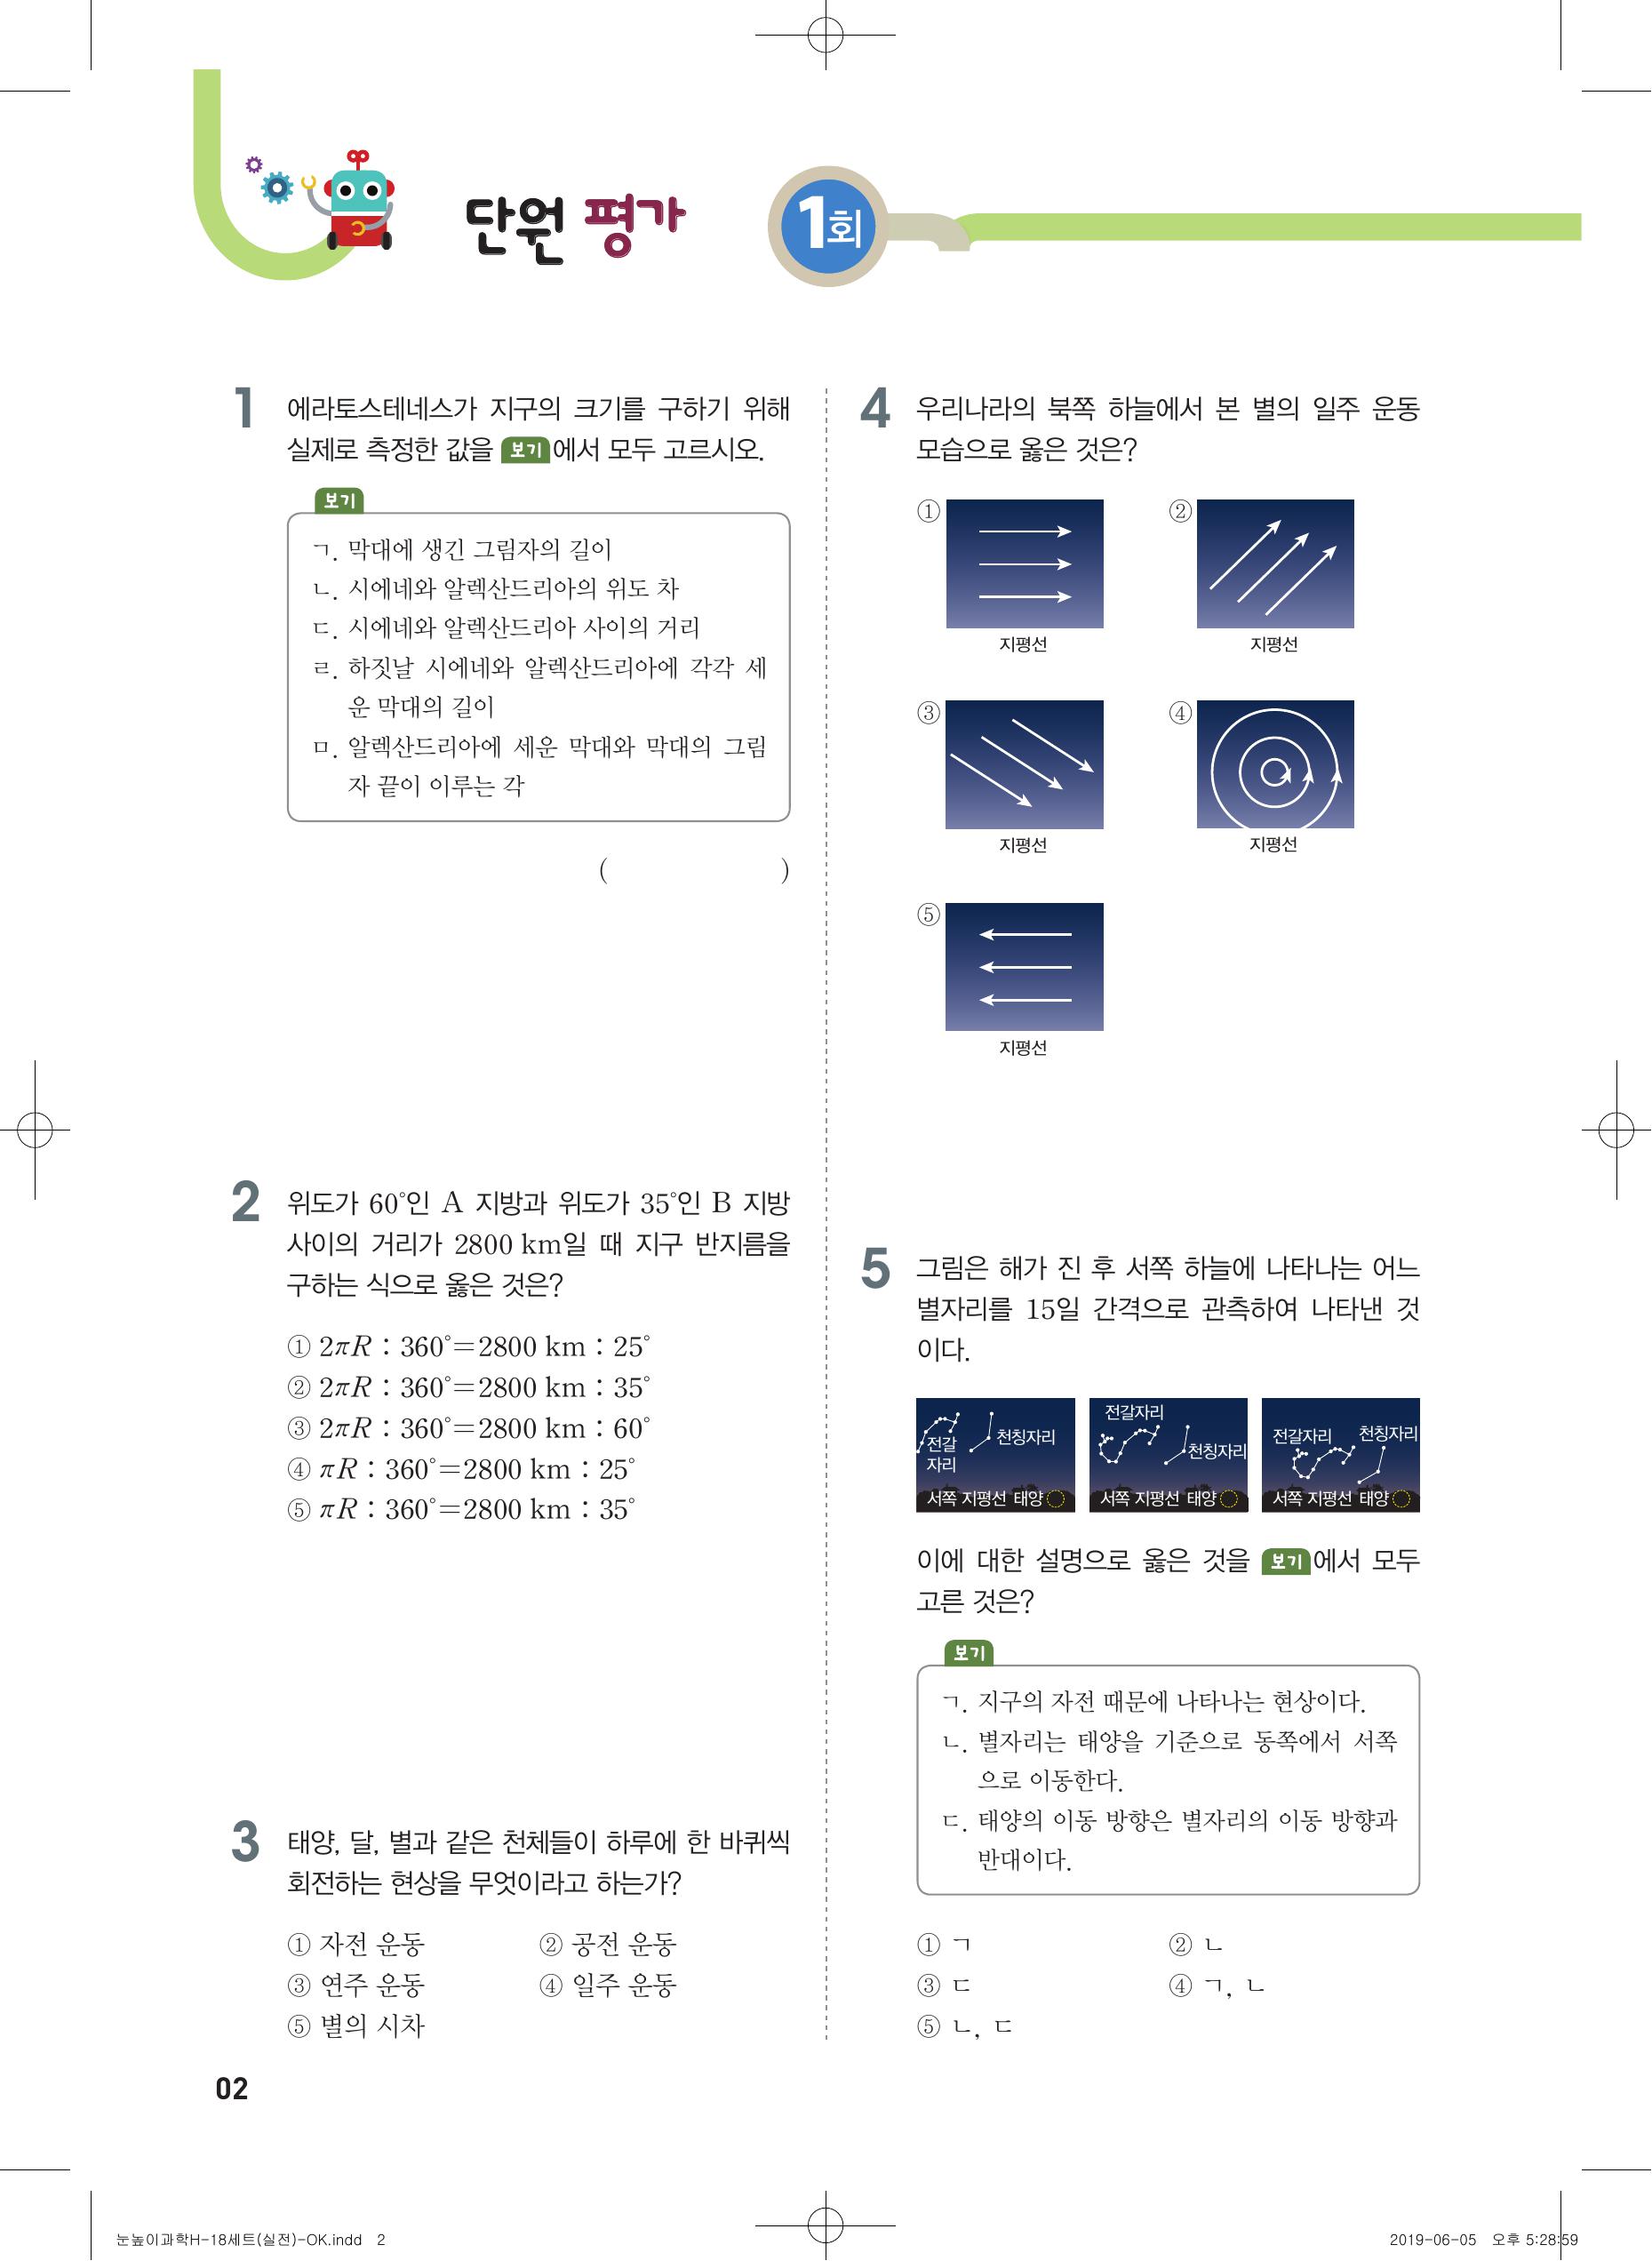 단원 평가 1회
1 에라토스테네스가 지구의 크기를 구하기 위해
실제로 측정한 값을 보기에서 모두 고르시오.
보기
ㄱ. 막대에 생긴 그림자의 길이
ㄴ. 시에네와 알렉산드리아의 위도 차
ㄷ. 시에네와 알렉산드리아 사이의 거리
ㄹ. 하짓날 시에네와 알렉산드리아에 각각 세
운 막대의 길이
ㅁ. 알렉산드리아에 세운 막대와 막대의 그림
자 끝이 이루는 각
( )
2 위도가 60°인 A 지방과 위도가 35°인 B 지방
사이의 거리가 2800 km일 때 지구 반지름을
구하는 식으로 옳은 것은?
① 2πR : 360°=2800 km : 25°
② 2πR : 360°=2800 km : 35°
③ 2πR : 360°=2800 km : 60°
④ πR : 360°=2800 km : 25°
⑤ πR : 360°=2800 km : 35°
3 태양, 달, 별과 같은 천체들이 하루에 한 바퀴씩
회전하는 현상을 무엇이라고 하는가?
① 자전 운동 ② 공전 운동
③ 연주 운동 ④ 일주 운동
⑤ 별의 시차
4 우리나라의 북쪽 하늘에서 본 별의 일주 운동
모습으로 옳은 것은?
① ②
지평선 지평선
③ ④
지평선 지평선
⑤
지평선
5 그림은 해가 진 후 서쪽 하늘에 나타나는 어느
별자리를 15일 간격으로 관측하여 나타낸 것
이다.
전갈
자리
천칭자리
서쪽 지평선 태양
전갈자리
천칭자리
서쪽 지평선 태양
전갈자리 천칭자리
서쪽 지평선 태양
이에 대한 설명으로 옳은 것을 보기에서 모두
고른 것은?
보기
ㄱ. 지구의 자전 때문에 나타나는 현상이다.
ㄴ. 별자리는 태양을 기준으로 동쪽에서 서쪽
으로 이동한다.
ㄷ. 태양의 이동 방향은 별자리의 이동 방향과
반대이다.
① ㄱ ② ㄴ
③ ㄷ ④ ㄱ, ㄴ
⑤ ㄴ, ㄷ
02
눈높이과학H-18세트(실전)-OK.indd 2
2019-06-05 오후 5:28:59